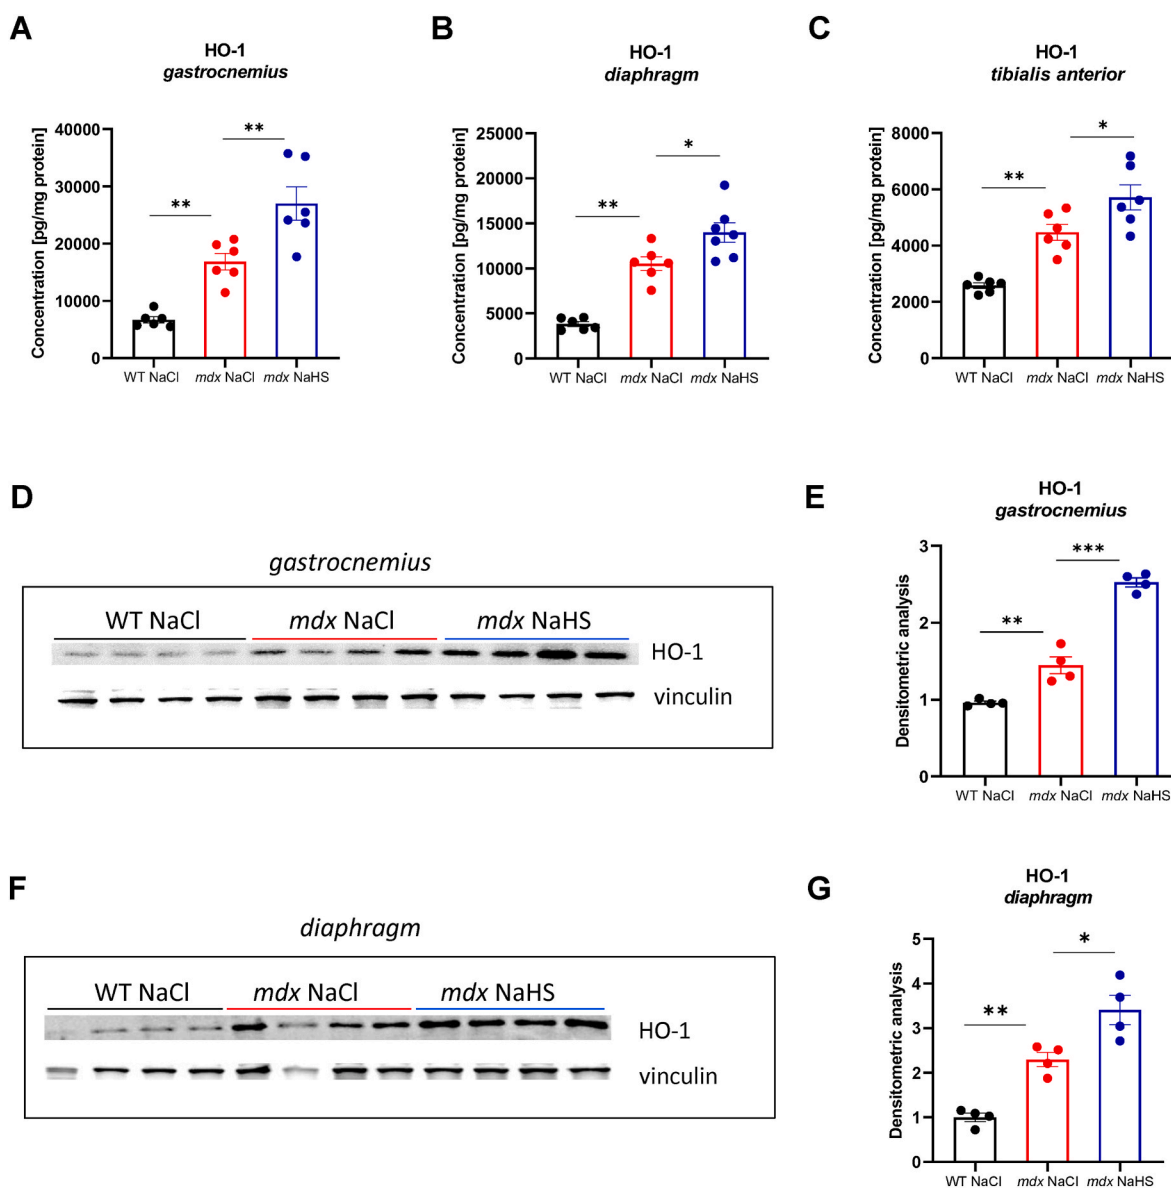 A
HO-1
gastrocnemius
Concentration [pg/mg protein]
40000
30000
20000
10000
0
**
**
WT NaCl
mdx NaCl
mdx NaHS
B
HO-1
diaphragm
Concentration [pg/mg protein]
25000
20000
15000
10000
5000
0
**
*
WT NaCl
mdx NaCl
mdx NaHS
C
HO-1
tibialis anterior
Concentration [pg/mg protein]
8000
6000
4000
2000
0
**
*
WT NaCl
mdx NaCl
mdx NaHS
D
gastrocnemius
WT NaCl
mdx NaCl
mdx NaHS
HO-1
vinculin
E
HO-1
gastrocnemius
Densitometric analysis
3
2
1
0
**
***
WT NaCl
mdx NaCl
mdx NaHS
F
diaphragm
WT NaCl
mdx NaCl
mdx NaHS
HO-1
vinculin
G
HO-1
diaphragm
Densitometric analysis
5
4
3
2
1
0
**
*
WT NaCl
mdx NaCl
mdx NaHS